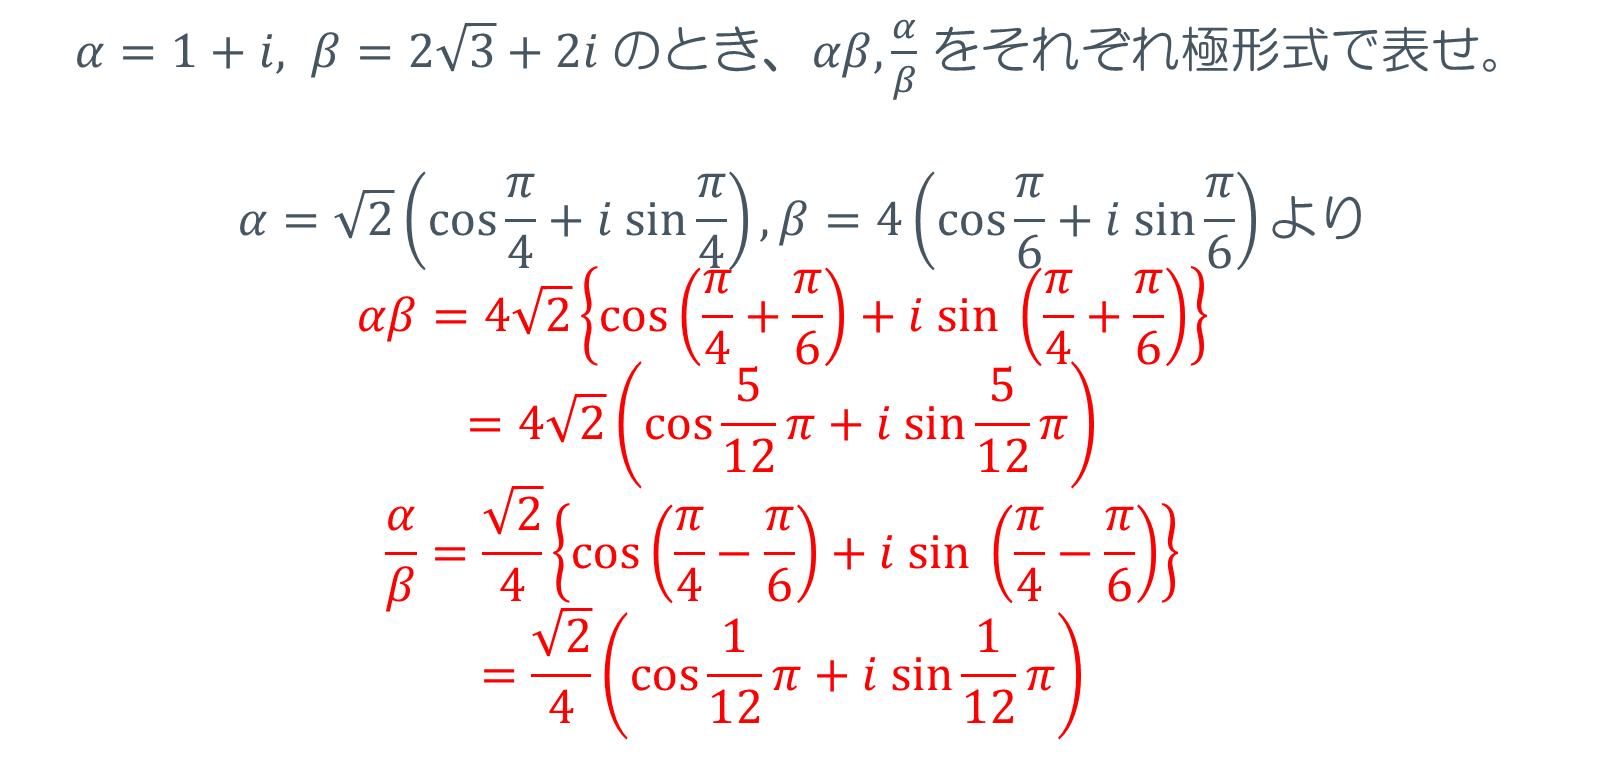 α = 1 + i, β = 2√3 + 2i のとき、αβ,α/β をそれぞれ極形式で表せ。
α = √2(cos π/4 + i sin π/4), β = 4(cos π/6 + i sin π/6) より
αβ = 4√2{cos(π/4 + π/6) + i sin (π/4 + π/6)}
= 4√2(cos 5/12 π + i sin 5/12 π)
α/β = √2/4{cos(π/4 − π/6) + i sin (π/4 − π/6)}
= √2/4(cos 1/12 π + i sin 1/12 π)